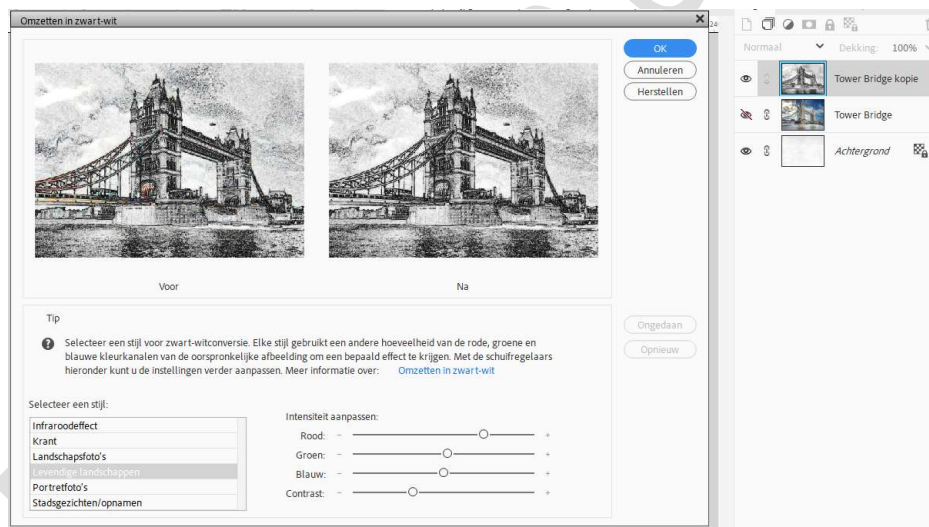 Omzetten in zwart-wit
OK
Annuleren
Herstellen
Voor
Na
Tip
Selecteer een stijl voor zwart-witconversie. Elke stijl gebruikt een andere hoeveelheid van de rode, groene en
blauwe kleurkanalen van de oorspronkelijke afbeelding om een bepaald effect te krijgen. Met de schuifregelaars
hieronder kunt u de instellingen verder aanpassen. Meer informatie over: Omzetten in zwart-wit
Ongedaan
Opnieuw
Selecteer een stijl:
Infraroodeffect
Krant
Landschapsfoto's
Levendige landschappen
Portretfoto's
Stadsgezichten/opnamen
Intensiteit aanpassen:
Rood: - +
Groen: - +
Blauw: - +
Contrast: - +
24
Normaal Dekking: 100%
Tower Bridge kopie
Tower Bridge
Achtergrond